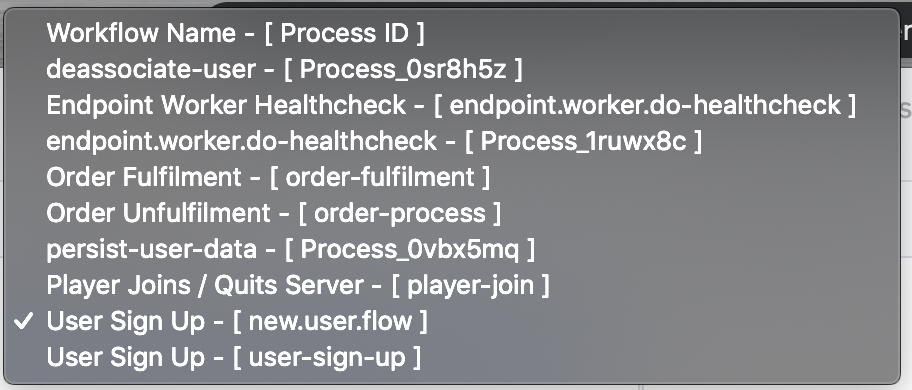 Workflow Name - [ Process ID ]
deassociate-user - [ Process_0sr8h5z ]
Endpoint Worker Healthcheck - [ endpoint.worker.do-healthcheck ]
endpoint.worker.do-healthcheck - [ Process_1ruwx8c ]
Order Fulfilment - [ order-fulfilment ]
Order Unfulfilment - [ order-process ]
persist-user-data - [ Process_0vbx5mq ]
Player Joins / Quits Server - [ player-join ]
✓ User Sign Up - [ new.user.flow ]
User Sign Up - [ user-sign-up ]